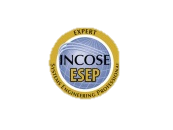 EXPERT
INCOSE
ESEP
SYSTEMS ENGINEERING PROFESSIONAL